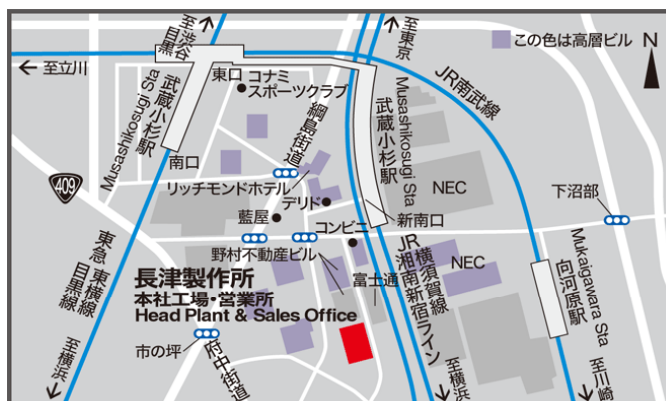 至渋谷
目黒
至東京
この色は高層ビル
N
至立川
東口
コナミ
スポーツクラブ
武蔵小杉駅
Musashikosugi Sta
綱島街道
武蔵小杉駅
Musashikosugi Sta
JR南武線
南口
409
リッチモンドホテル
デリド
藍屋
NEC
下沼部
新南口
コンビニ
野村不動産ビル
東急 東横線
目黒線
富士通
JR 横須賀線
湘南新宿ライン
NEC
向河原駅
Mukaigawara Sta
長津製作所
本社工場・営業所
Head Plant & Sales Office
市の坪
府中街道
至横浜
至横浜
至川崎